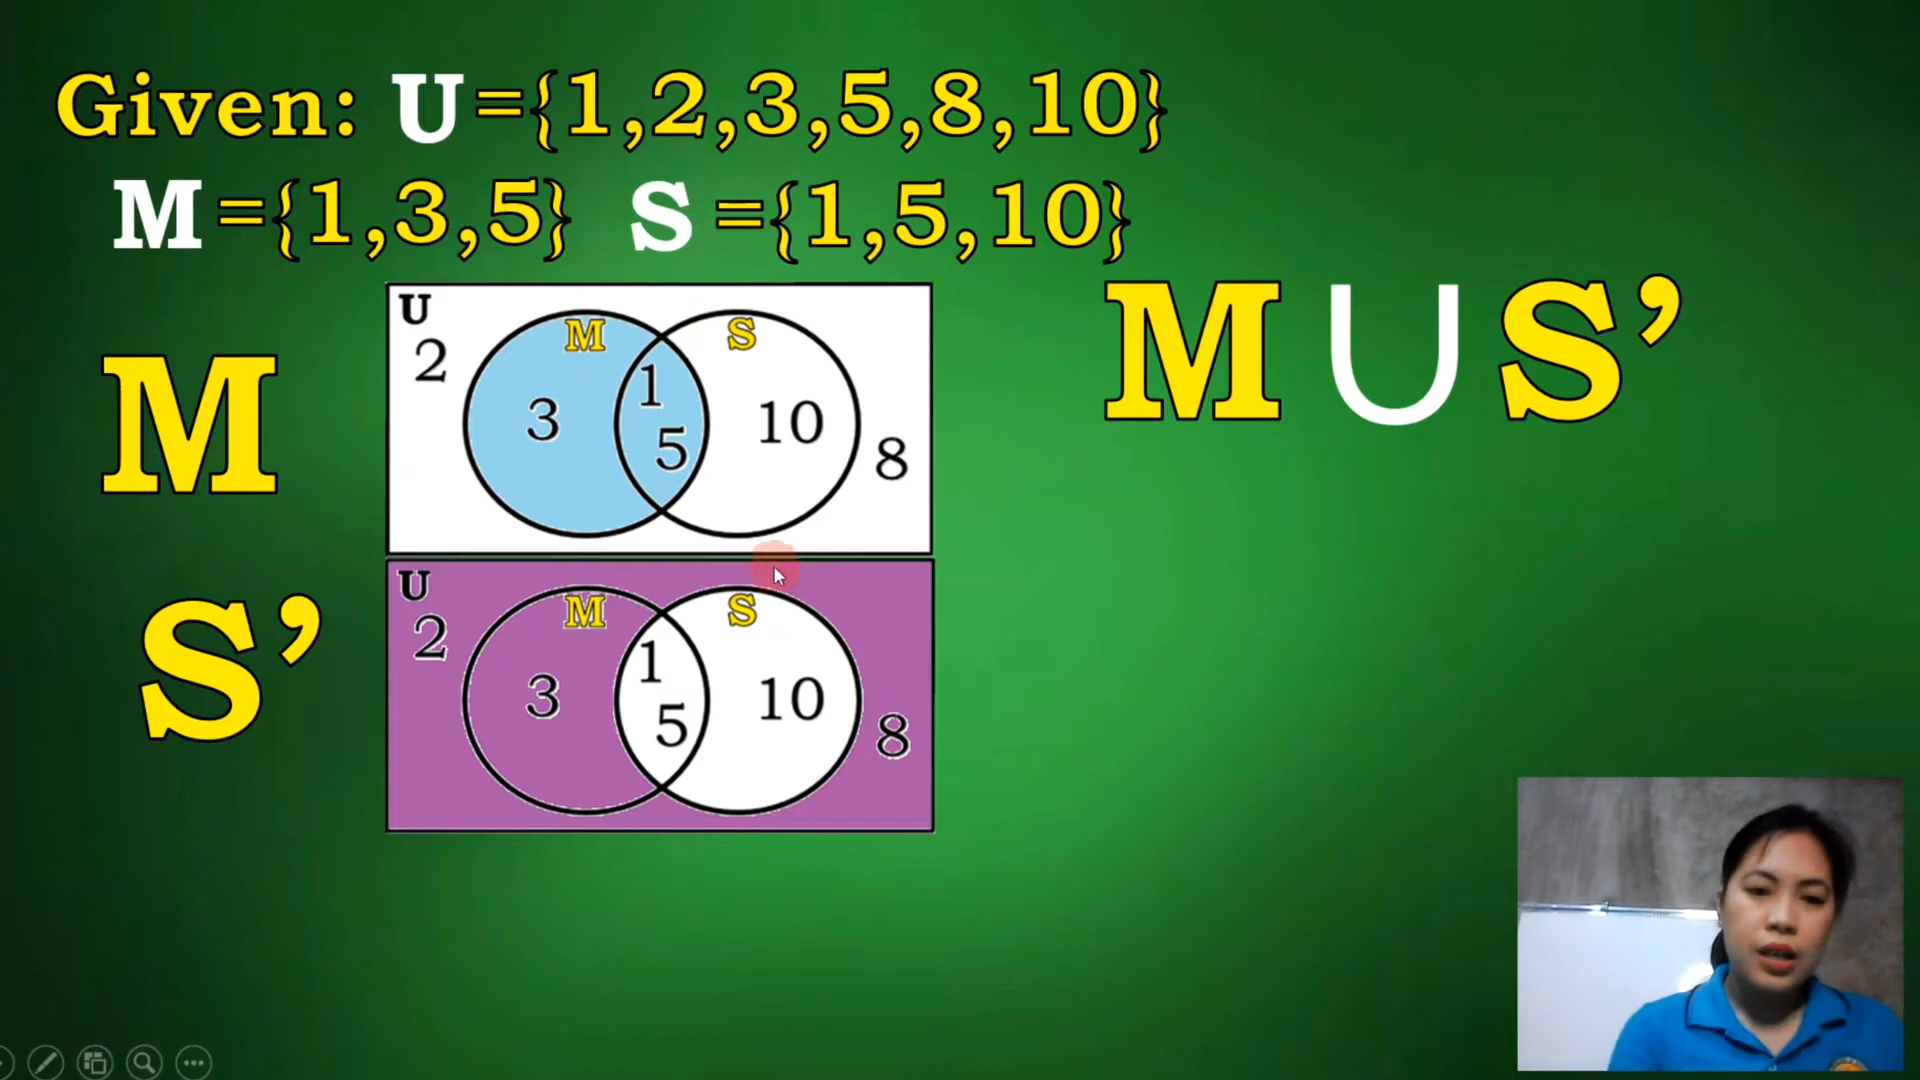 Given: U={1,2,3,5,8,10}
M={1,3,5} S={1,5,10}
M
U
2
M
S
3
1
5
10
8
M∪S’
S’
U
2
M
S
3
1
5
10
8